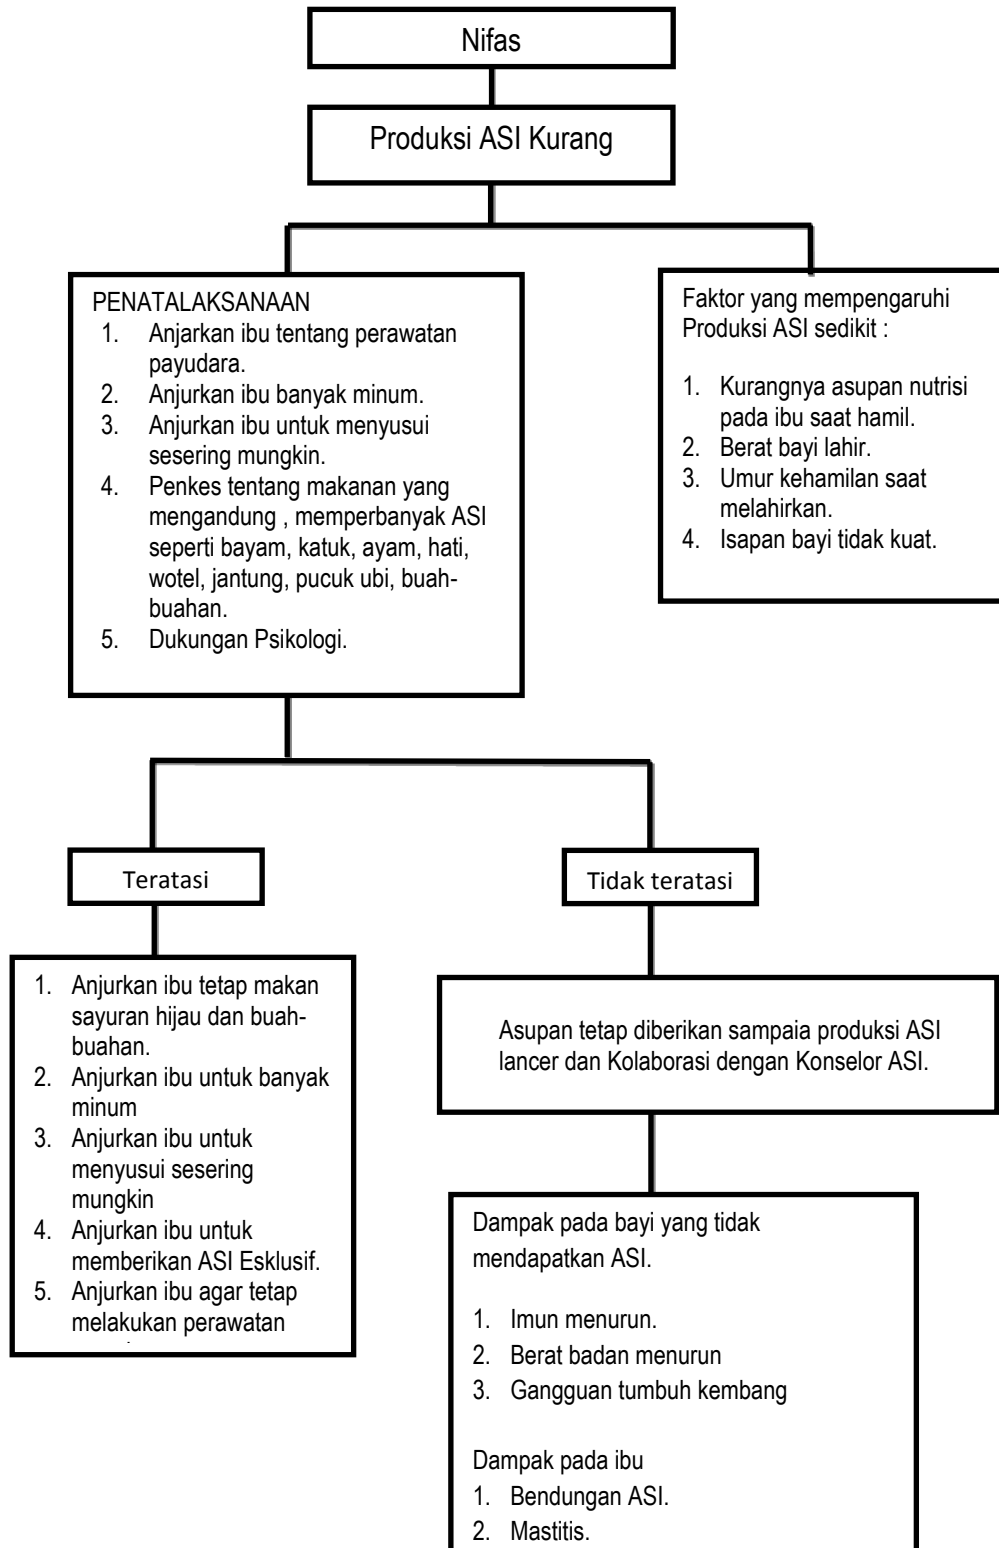 Nifas
Produksi ASI Kurang
PENATALAKSANAAN
1. Anjarkan ibu tentang perawatan
payudara.
2. Anjurkan ibu banyak minum.
3. Anjurkan ibu untuk menyusui
sesering mungkin.
4. Penkes tentang makanan yang
mengandung , memperbanyak ASI
seperti bayam, katuk, ayam, hati,
wotel, jantung, pucuk ubi, buah-
buahan.
5. Dukungan Psikologi.
Faktor yang mempengaruhi
Produksi ASI sedikit :
1. Kurangnya asupan nutrisi
pada ibu saat hamil.
2. Berat bayi lahir.
3. Umur kehamilan saat
melahirkan.
4. Isapan bayi tidak kuat.
Teratasi
Tidak teratasi
1. Anjurkan ibu tetap makan
sayuran hijau dan buah-
buahan.
2. Anjurkan ibu untuk banyak
minum
3. Anjurkan ibu untuk
menyusui sesering
mungkin
4. Anjurkan ibu untuk
memberikan ASI Esklusif.
5. Anjurkan ibu agar tetap
melakukan perawatan
Asupan tetap diberikan sampaia produksi ASI
lancer dan Kolaborasi dengan Konselor ASI.
Dampak pada bayi yang tidak
mendapatkan ASI.
1. Imun menurun.
2. Berat badan menurun
3. Gangguan tumbuh kembang
Dampak pada ibu
1. Bendungan ASI.
2. Mastitis.